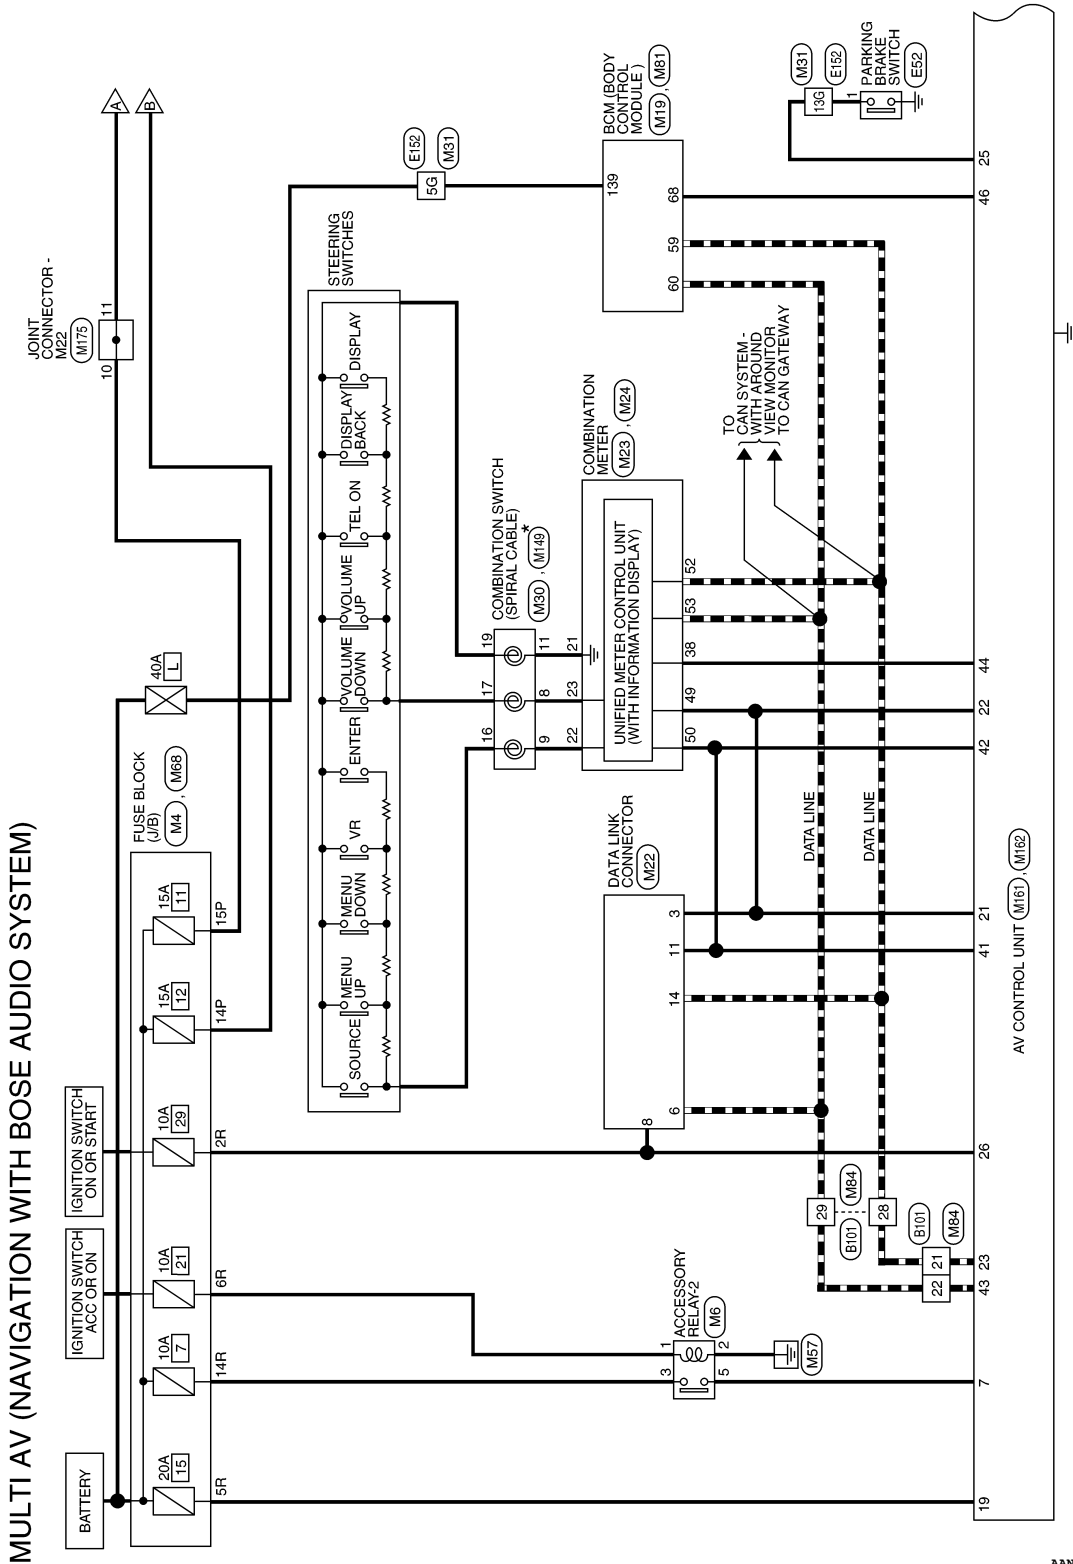 MULTI AV (NAVIGATION WITH BOSE AUDIO SYSTEM)
BATTERY
IGNITION SWITCH
ACC OR ON
IGNITION SWITCH
ON OR START
20A
15
10A
7
10A
21
10A
29
15A
12
15A
11
FUSE BLOCK
(J/B)
M4 , M68
40A
L
5R
14R
6R
2R
14P
15P
JOINT
CONNECTOR -
M22
M175
10
11
A
B
STEERING
SWITCHES
SOURCE
MENU
UP
MENU
DOWN
VR
ENTER
VOLUME
DOWN
VOLUME
UP
TEL ON
DISPLAY
BACK
DISPLAY
E152
M31
5G
COMBINATION SWITCH
(SPIRAL CABLE)
M30 , M149 *
16
17
19
9
8
11
22
23
21
COMBINATION
METER
M23 , M24
UNIFIED METER CONTROL UNIT
(WITH INFORMATION DISPLAY)
50
49
38
53
52
BCM (BODY
CONTROL
MODULE )
M19 , M81
139
60
59
68
DATA LINK
CONNECTOR
M22
8
6
14
11
3
ACCESSORY
RELAY-2
M6
3
1
5
2
M57
TO
CAN SYSTEM -
WITH AROUND
VIEW MONITOR
TO CAN GATEWAY
DATA LINE
DATA LINE
M31
E152
13G
1
PARKING
BRAKE
SWITCH
E52
29
28
B101
M84
22
21
B101
M84
19
7
43
23
26
41
21
42
22
44
46
25
AV CONTROL UNIT M161 , M162